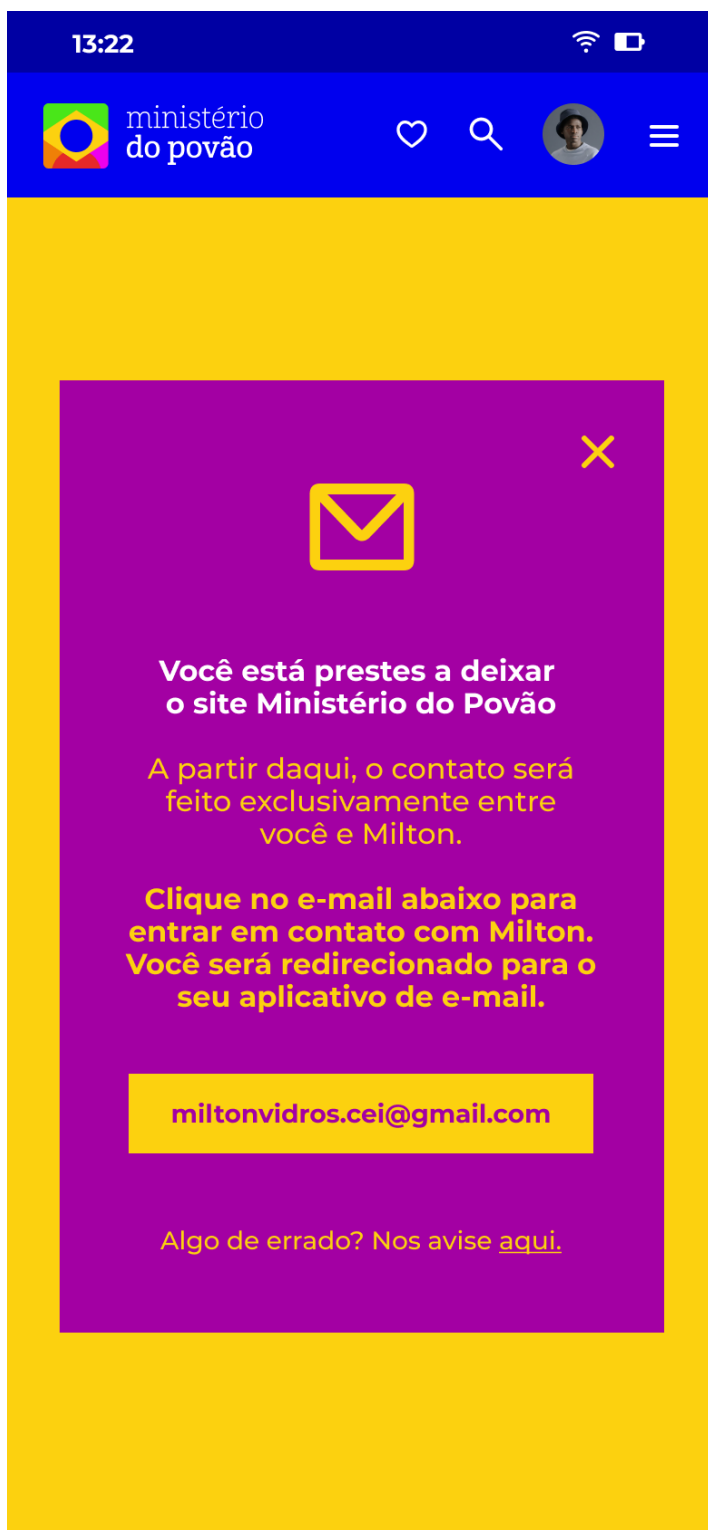 13:22
ministério
do povão
Você está prestes a deixar
o site Ministério do Povão
A partir daqui, o contato será
feito exclusivamente entre
você e Milton.
Clique no e-mail abaixo para
entrar em contato com Milton.
Você será redirecionado para o
seu aplicativo de e-mail.
miltonvidros.cei@gmail.com
Algo de errado? Nos avise aqui.